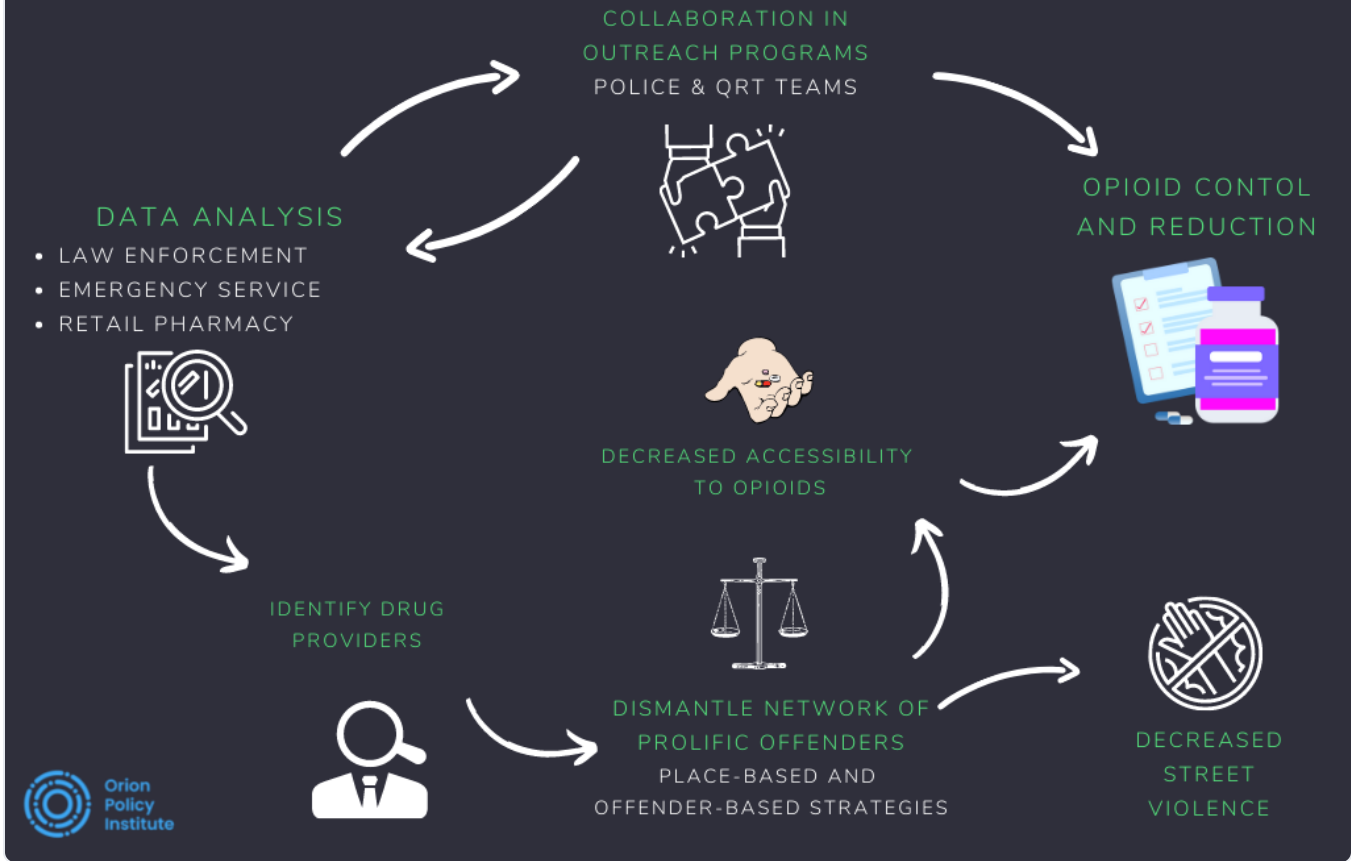 COLLABORATION IN
OUTREACH PROGRAMS
POLICE & QRT TEAMS
DATA ANALYSIS
• LAW ENFORCEMENT
• EMERGENCY SERVICE
• RETAIL PHARMACY
OPIOID CONTOL
AND REDUCTION
DECREASED ACCESSIBILITY
TO OPIOIDS
IDENTIFY DRUG
PROVIDERS
DISMANTLE NETWORK OF
PROLIFIC OFFENDERS
PLACE-BASED AND
OFFENDER-BASED STRATEGIES
DECREASED
STREET
VIOLENCE
Orion
Policy
Institute